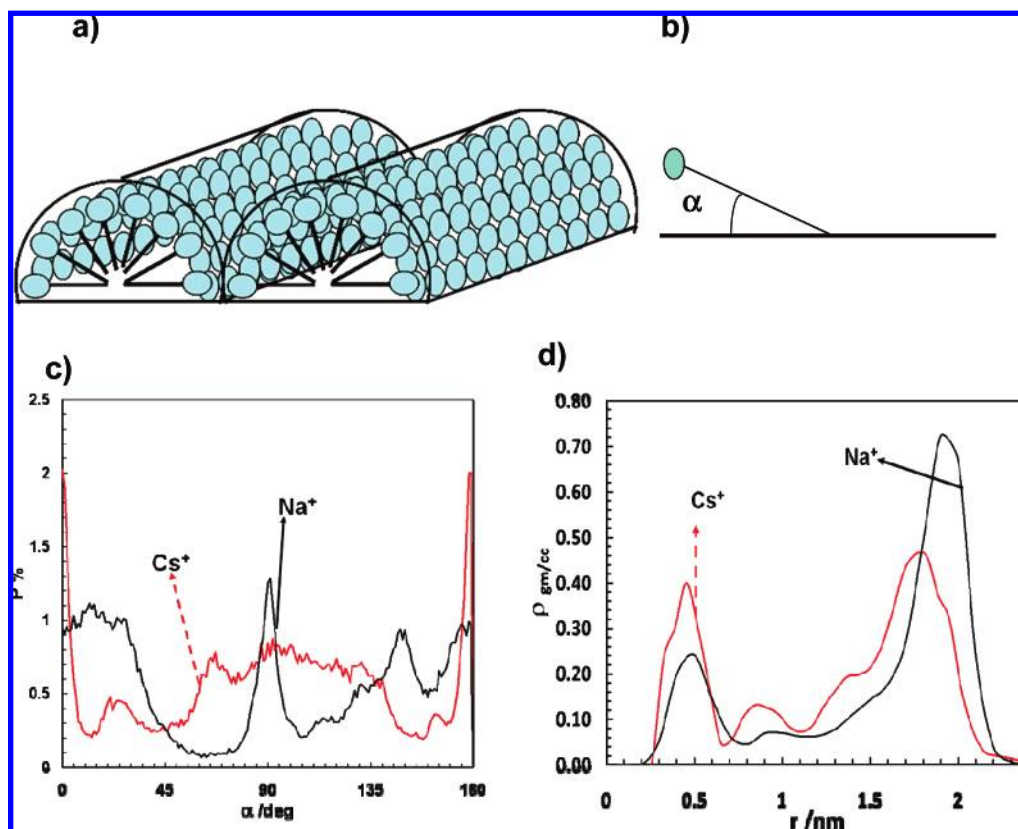 a)
b)
α
c)
2.5
2
1.5
1
0.5
0
P %
Cs⁺
Na⁺
0
45
90
135
180
α /deg
d)
0.80
0.70
0.60
0.50
0.40
0.30
0.20
0.10
0.00
ρ gm/cc
Cs⁺
Na⁺
0
0.5
1
1.5
2
r /nm